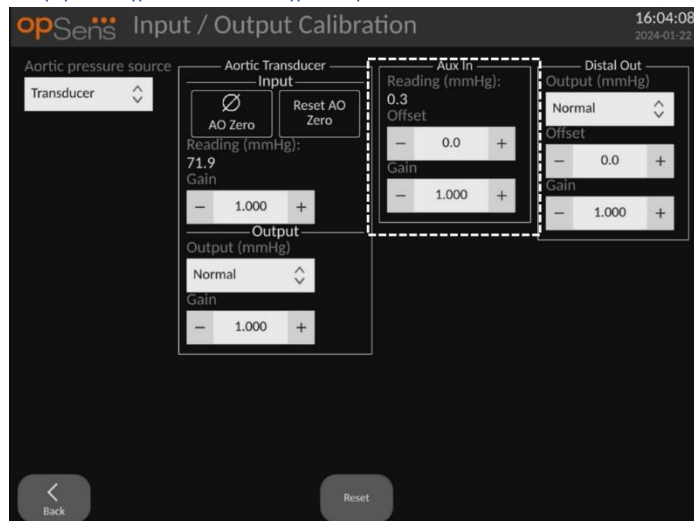 opSens Input / Output Calibration
16:04:08
2024-01-22
Aortic pressure source
Transducer
Aortic Transducer
Input
AO Zero
Reset AO
Zero
Reading (mmHg):
71.9
Gain
− 1.000 +
Output
Output (mmHg)
Normal
Gain
− 1.000 +
Aux In
Reading (mmHg):
0.3
Offset
− 0.0 +
Gain
− 1.000 +
Distal Out
Output (mmHg)
Normal
Offset
− 0.0 +
Gain
− 1.000 +
Back
Reset